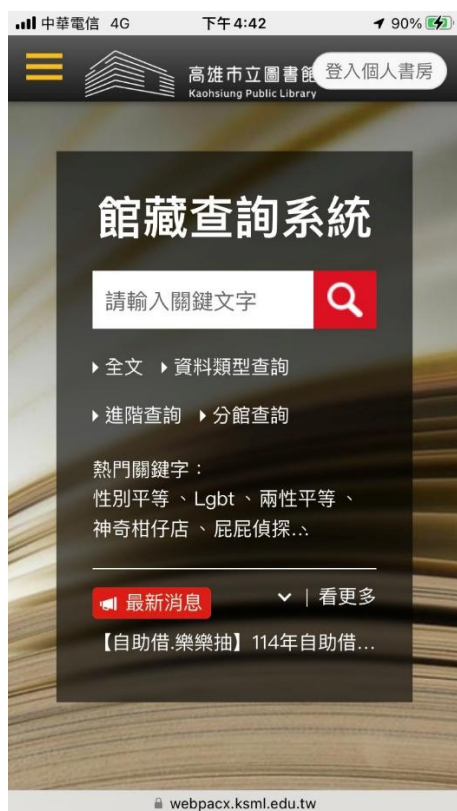 中華電信 4G 下午4:42 90%
高雄市立圖書館 登入個人書房
Kaohsiung Public Library
館藏查詢系統
請輸入關鍵文字
全文 資料類型查詢
進階查詢 分館查詢
熱門關鍵字：
性別平等、Lgbt、兩性平等、
神奇柑仔店、屁屁偵探...、
最新消息 | 看更多
【自助借.樂樂抽】114年自助借...
webpacx.ksml.edu.tw